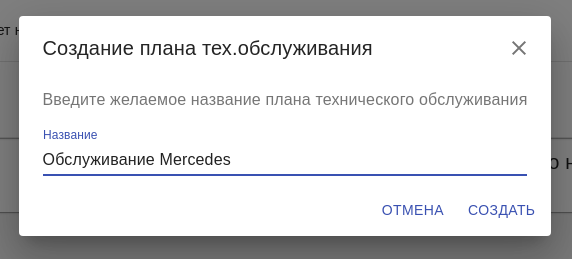 Создание плана тех.обслуживания
Введите желаемое название плана технического обслуживания
Название
Обслуживание Mercedes
ОТМЕНА СОЗДАТЬ